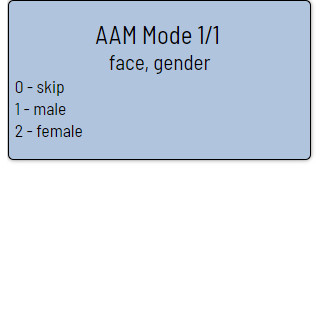 AAM Mode 1/1
face, gender
0 - skip
1 - male
2 - female